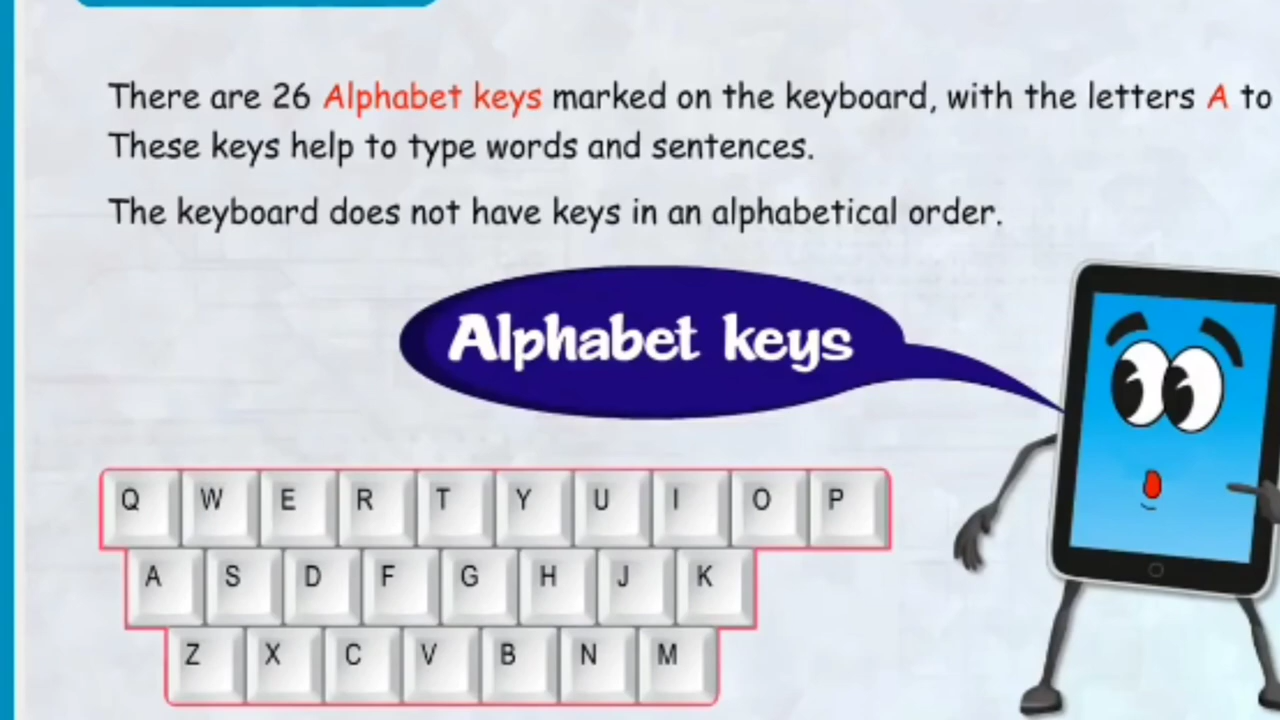 There are 26 Alphabet keys marked on the keyboard, with the letters A to
These keys help to type words and sentences.
The keyboard does not have keys in an alphabetical order.
Alphabet keys
Q W E R T Y U I O P
A S D F G H J K
Z X C V B N M